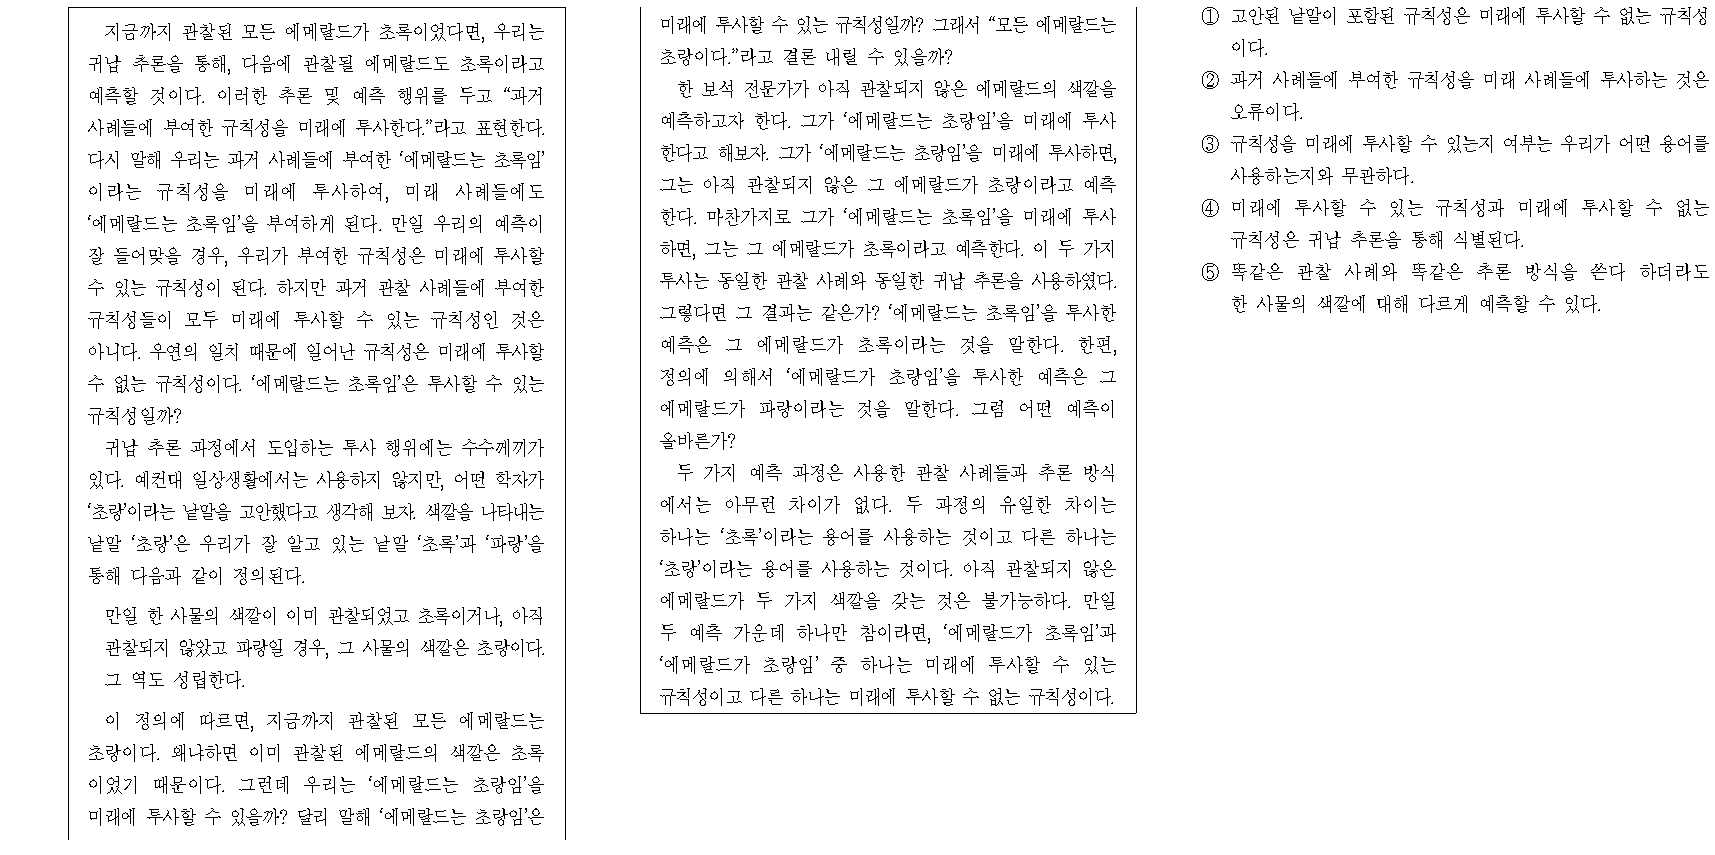 지금까지 관찰된 모든 에메랄드가 초록이었다면, 우리는
귀납 추론을 통해, 다음에 관찰될 에메랄드도 초록이라고
예측할 것이다. 이러한 추론 및 예측 행위를 두고 “과거
사례들에 부여한 규칙성을 미래에 투사한다.”라고 표현한다.
다시 말해 우리는 과거 사례들에 부여한 ‘에메랄드는 초록임’
이라는 규칙성을 미래에 투사하여, 미래 사례들에도
‘에메랄드는 초록임’을 부여하게 된다. 만일 우리의 예측이
잘 들어맞을 경우, 우리가 부여한 규칙성은 미래에 투사할
수 있는 규칙성이 된다. 하지만 과거 관찰 사례들에 부여한
규칙성들이 모두 미래에 투사할 수 있는 규칙성인 것은
아니다. 우연의 일치 때문에 일어난 규칙성은 미래에 투사할
수 없는 규칙성이다. ‘에메랄드는 초록임’은 투사할 수 있는
규칙성일까?
귀납 추론 과정에서 도입하는 투사 행위에는 수수께끼가
있다. 예컨대 일상생활에서는 사용하지 않지만, 어떤 학자가
‘초랑’이라는 낱말을 고안했다고 생각해 보자. 색깔을 나타내는
낱말 ‘초랑’은 우리가 잘 알고 있는 낱말 ‘초록’과 ‘파랑’을
통해 다음과 같이 정의된다.
만일 한 사물의 색깔이 이미 관찰되었고 초록이거나, 아직
관찰되지 않았고 파랑일 경우, 그 사물의 색깔은 초랑이다.
그 역도 성립한다.
이 정의에 따르면, 지금까지 관찰된 모든 에메랄드는
초랑이다. 왜냐하면 이미 관찰된 에메랄드의 색깔은 초록
이었기 때문이다. 그런데 우리는 ‘에메랄드는 초랑임’을
미래에 투사할 수 있을까? 달리 말해 ‘에메랄드는 초랑임’은
미래에 투사할 수 있는 규칙성일까? 그래서 “모든 에메랄드는
초랑이다.”라고 결론 내릴 수 있을까?
한 보석 전문가가 아직 관찰되지 않은 에메랄드의 색깔을
예측하고자 한다. 그가 ‘에메랄드는 초랑임’을 미래에 투사
한다고 해보자. 그가 ‘에메랄드는 초랑임’을 미래에 투사하면,
그는 아직 관찰되지 않은 그 에메랄드가 초랑이라고 예측
한다. 마찬가지로 그가 ‘에메랄드는 초록임’을 미래에 투사
하면, 그는 그 에메랄드가 초록이라고 예측한다. 이 두 가지
투사는 동일한 관찰 사례와 동일한 귀납 추론을 사용하였다.
그렇다면 그 결과는 같은가? ‘에메랄드는 초록임’을 투사한
예측은 그 에메랄드가 초록이라는 것을 말한다. 한편,
정의에 의해서 ‘에메랄드가 초랑임’을 투사한 예측은 그
에메랄드가 파랑이라는 것을 말한다. 그럼 어떤 예측이
올바른가?
두 가지 예측 과정은 사용한 관찰 사례들과 추론 방식
에서는 아무런 차이가 없다. 두 과정의 유일한 차이는
하나는 ‘초록’이라는 용어를 사용하는 것이고 다른 하나는
‘초랑’이라는 용어를 사용하는 것이다. 아직 관찰되지 않은
에메랄드가 두 가지 색깔을 갖는 것은 불가능하다. 만일
두 예측 가운데 하나만 참이라면, ‘에메랄드가 초록임’과
‘에메랄드가 초랑임’ 중 하나는 미래에 투사할 수 있는
규칙성이고 다른 하나는 미래에 투사할 수 없는 규칙성이다.
① 고안된 낱말이 포함된 규칙성은 미래에 투사할 수 없는 규칙성
이다.
② 과거 사례들에 부여한 규칙성을 미래 사례들에 투사하는 것은
오류이다.
③ 규칙성을 미래에 투사할 수 있는지 여부는 우리가 어떤 용어를
사용하는지와 무관하다.
④ 미래에 투사할 수 있는 규칙성과 미래에 투사할 수 없는
규칙성은 귀납 추론을 통해 식별된다.
⑤ 똑같은 관찰 사례와 똑같은 추론 방식을 쓴다 하더라도
한 사물의 색깔에 대해 다르게 예측할 수 있다.